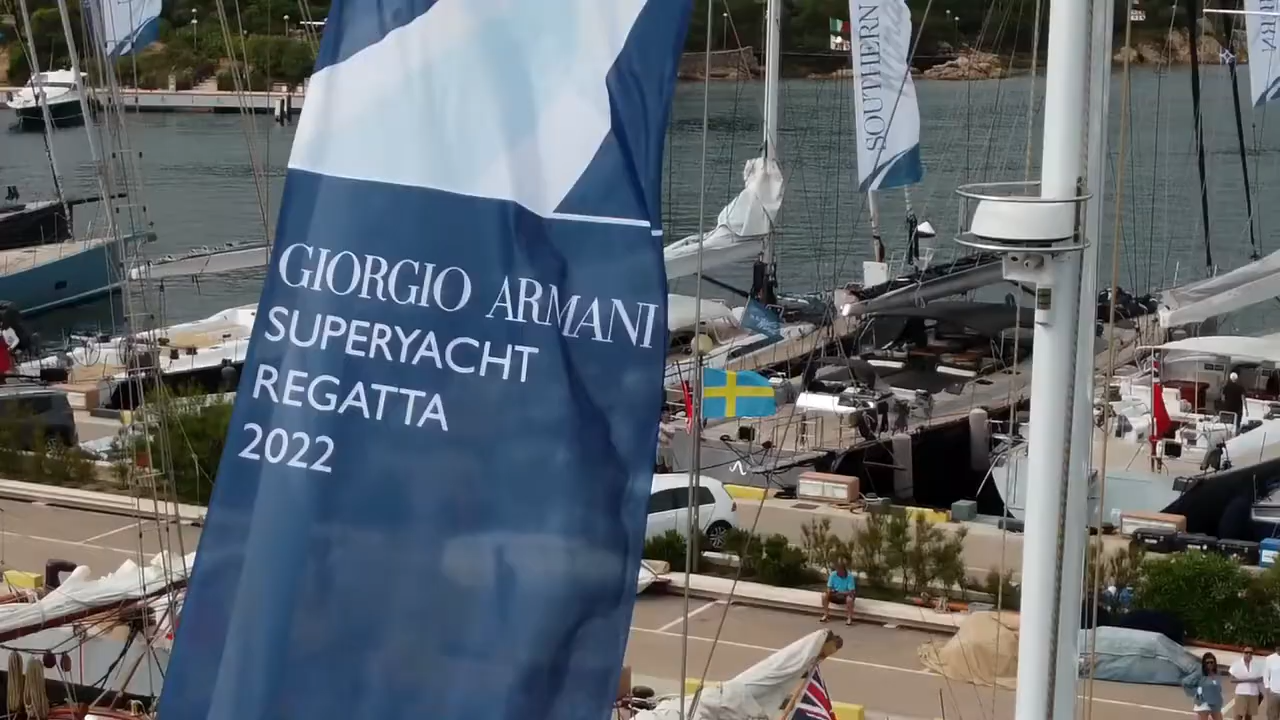 GIORGIO ARMANI
SUPERYACHT
REGATTA
2022
SOUTHERN